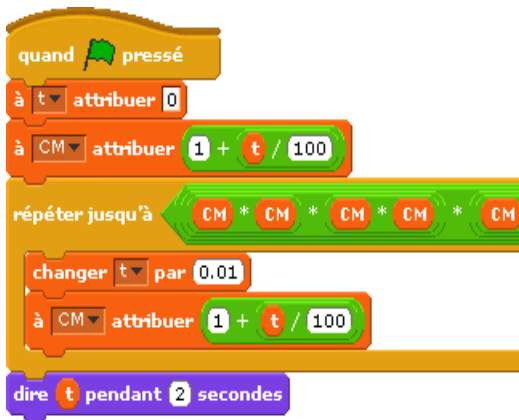 quand pressé
à t attribuer 0
à CM attribuer 1 + t / 100
répéter jusqu'à CM * CM * CM * CM * CM
changer t par 0.01
à CM attribuer 1 + t / 100
dire t pendant 2 secondes